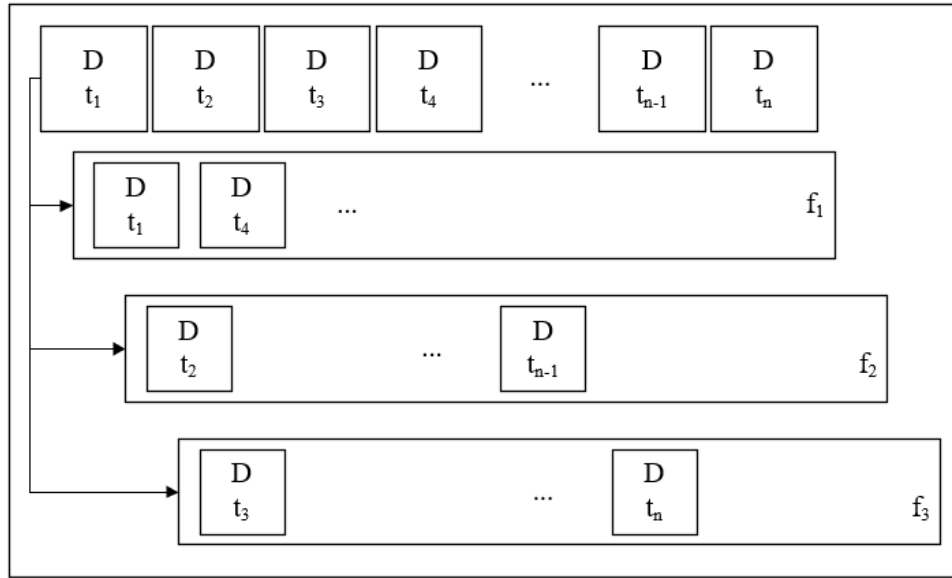 D D D D D D
t₁ t₂ t₃ t₄ ... tₙ₋₁ tₙ
D D
t₁ t₄ ... f₁
D D
t₂ ... tₙ₋₁ f₂
D D
t₃ ... tₙ f₃